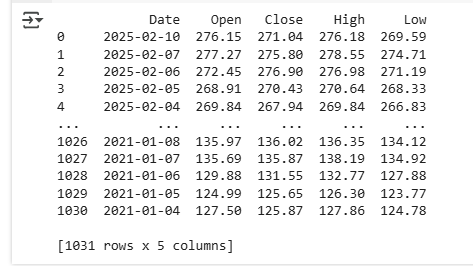 Date Open Close High Low
0 2025-02-10 276.15 271.04 276.18 269.59
1 2025-02-07 277.27 275.80 278.55 274.71
2 2025-02-06 272.45 276.90 276.98 271.19
3 2025-02-05 268.91 270.43 270.64 268.33
4 2025-02-04 269.84 267.94 269.84 266.83
... ... ... ... ... ...
1026 2021-01-08 135.97 136.02 136.35 134.12
1027 2021-01-07 135.69 135.87 138.19 134.92
1028 2021-01-06 129.88 131.55 132.77 127.88
1029 2021-01-05 124.99 125.65 126.30 123.77
1030 2021-01-04 127.50 125.87 127.86 124.78
[1031 rows x 5 columns]